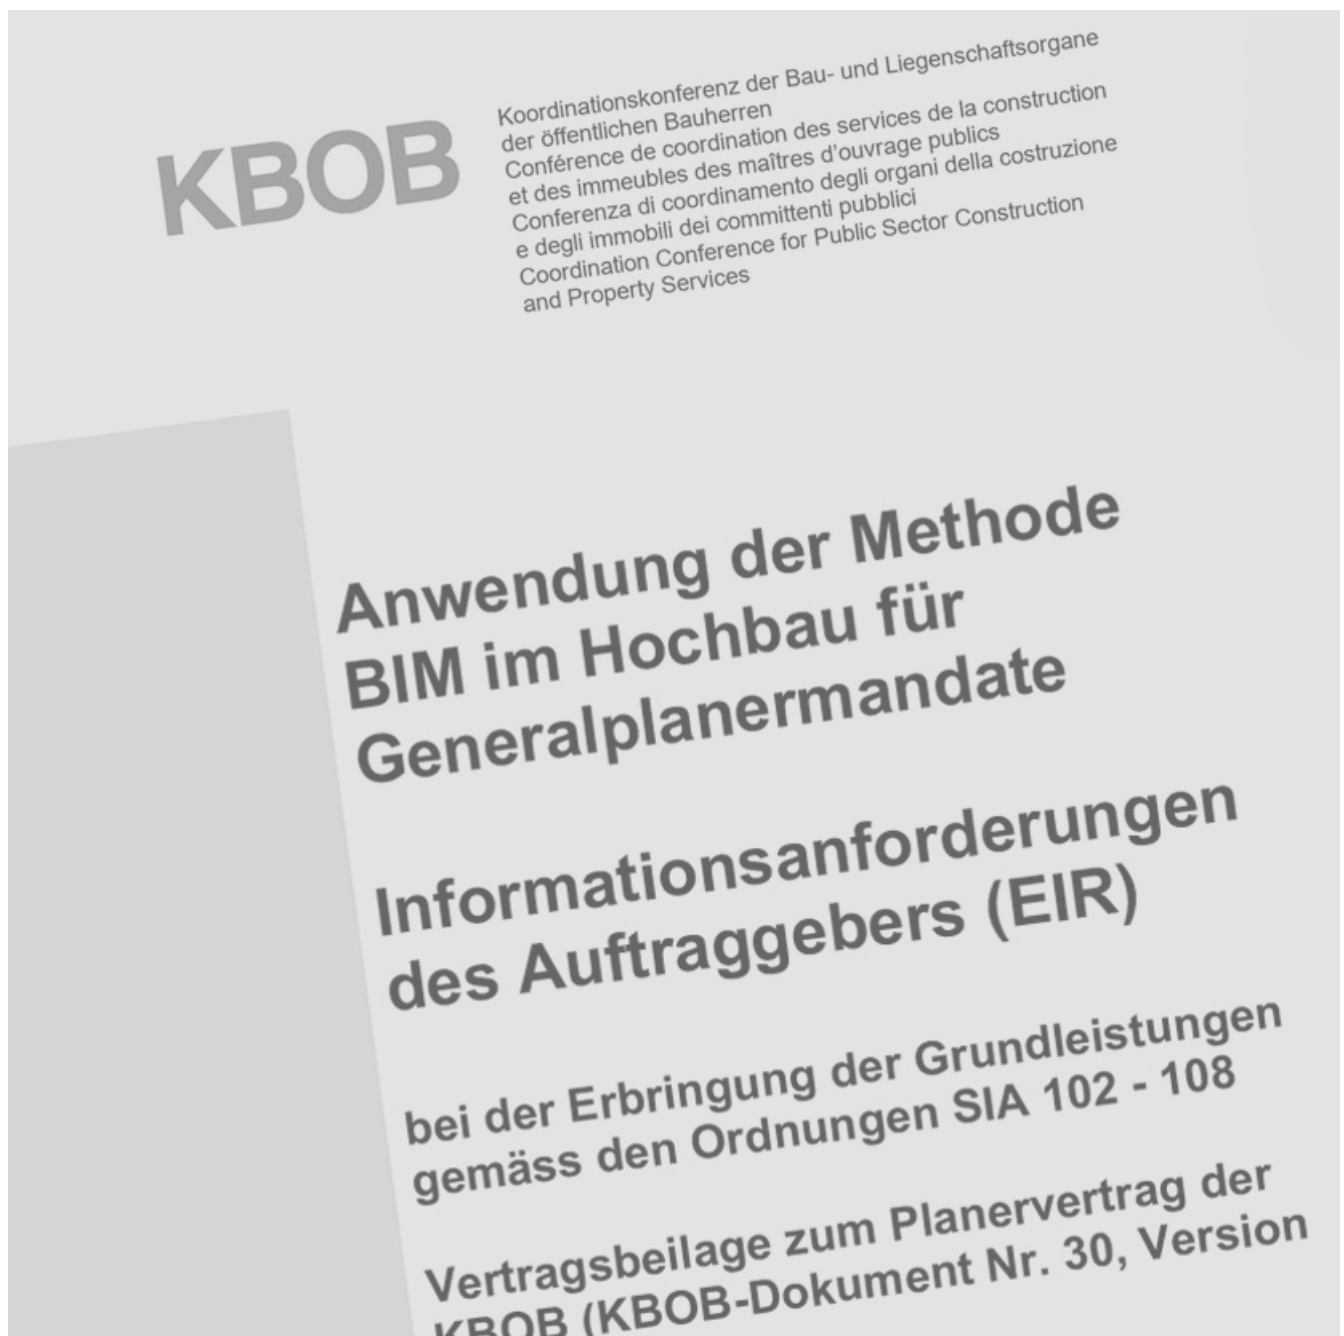 KBOB
Koordinationskonferenz der Bau- und Liegenschaftsorgane
der öffentlichen Bauherren
Conférence de coordination des services de la construction
et des immeubles des maîtres d'ouvrage publics
Conferenza di coordinamento degli organi della costruzione
e degli immobili dei committenti pubblici
Coordination Conference for Public Sector Construction
and Property Services
Anwendung der Methode
BIM im Hochbau für
Generalplanermandate
Informationsanforderungen
des Auftraggebers (EIR)
bei der Erbringung der Grundleistungen
gemäss den Ordnungen SIA 102 - 108
Vertragsbeilage zum Planervertrag der
KBOB (KBOB-Dokument Nr. 30, Version